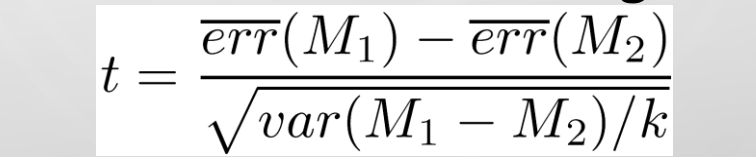 t = \frac{\overline{err}(M_1) - \overline{err}(M_2)}{\sqrt{var(M_1 - M_2)/k}}